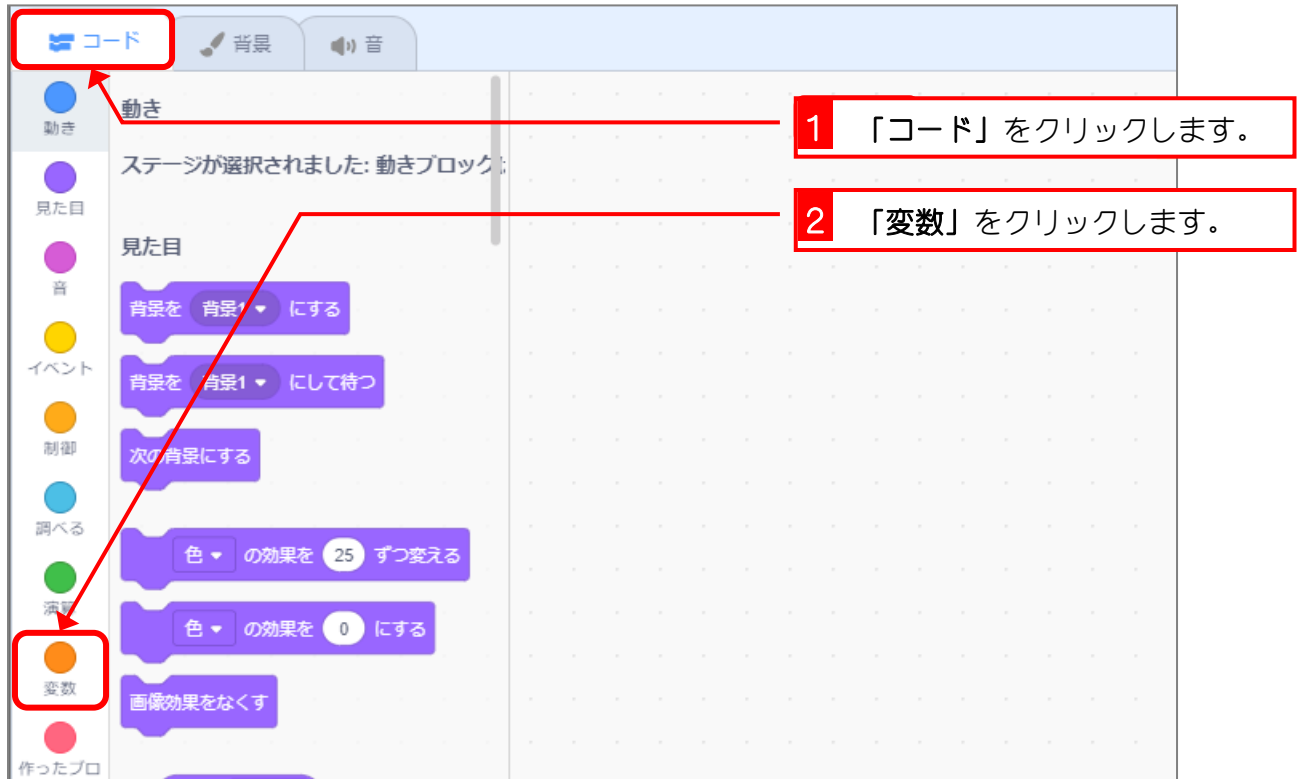 コード 背景 音
動き
見た目
音
イベント
制御
調べる
演算
変数
作ったブロ
動き
ステージが選択されました: 動きブロック
見た目
背景を 背景1 にする
背景を 背景1 にして待つ
次の背景にする
色 の効果を 25 ずつ変える
色 の効果を 0 にする
画像効果をなくす
1 「コード」をクリックします。
2 「変数」をクリックします。